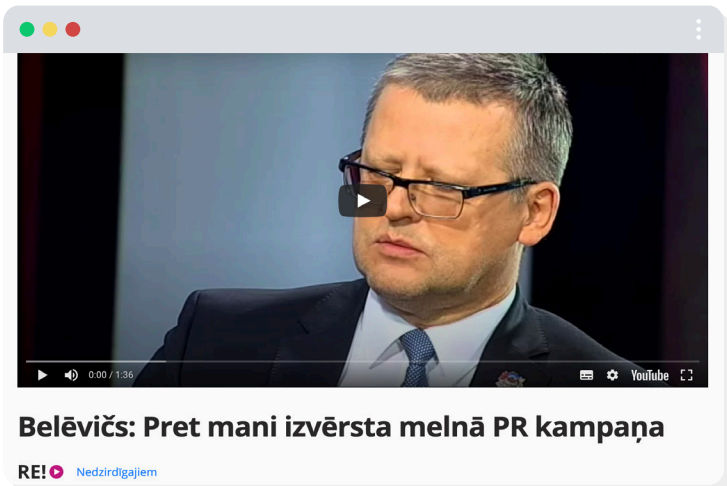 0:00 / 1:36
YouTube
Belēvičs: Pret mani izvērsta melnā PR kampaņa
RE!
Nedzirdīgajiem